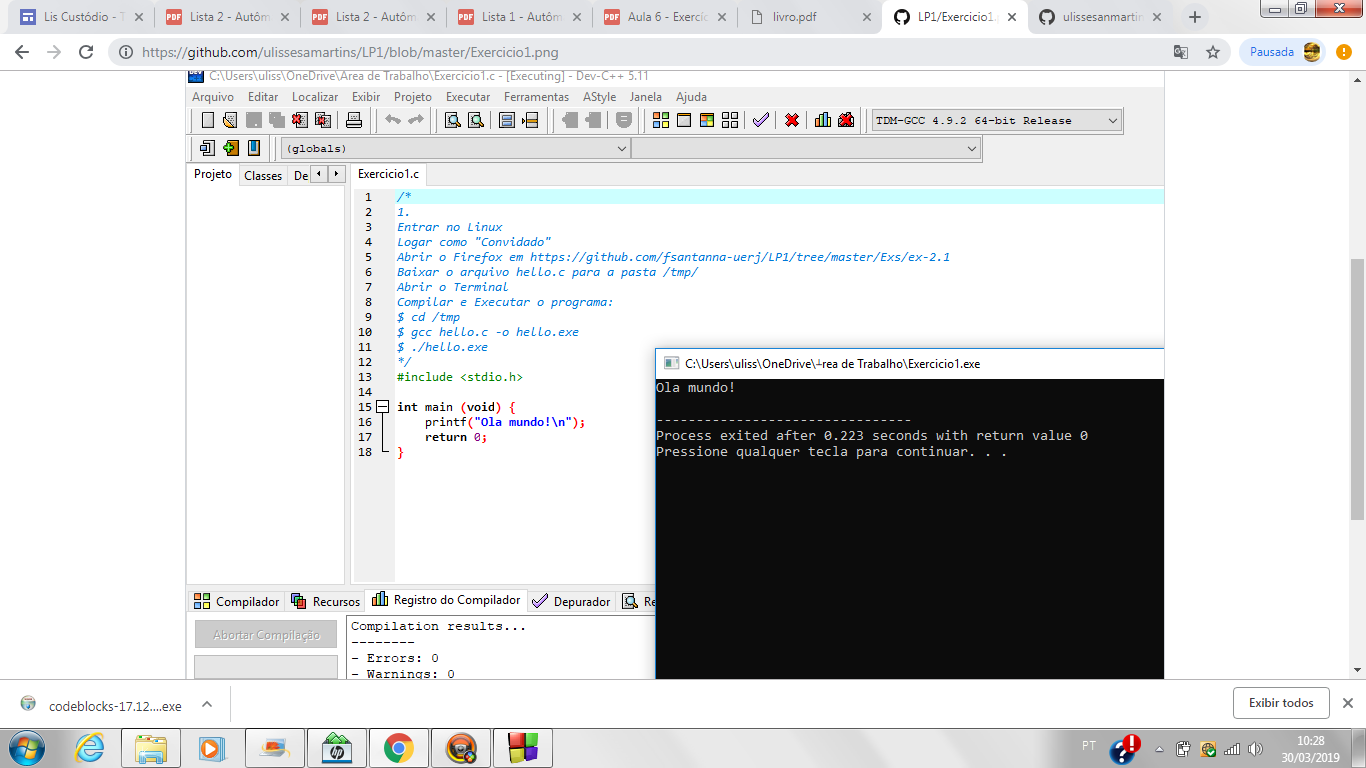 Lis Custódio - T
Lista 2 - Autôm
Lista 2 - Autôm
Lista 1 - Autôm
Aula 6 - Exercíc
livro.pdf
LP1/Exercicio1.
ulissesanmartin
https://github.com/ulissesamartins/LP1/blob/master/Exercicio1.png
Pausada
C:\Users\uliss\OneDrive\Área de Trabalho\Exercicio1.c - [Executing] - Dev-C++ 5.11
Arquivo Editar Localizar Exibir Projeto Executar Ferramentas AStyle Janela Ajuda
TDM-GCC 4.9.2 64-bit Release
(globals)
Projeto Classes De
Exercicio1.c
1 /*
2 1.
3 Entrar no Linux
4 Logar como "Convidado"
5 Abrir o Firefox em https://github.com/fsantanna-uerj/LP1/tree/master/Exs/ex-2.1
6 Baixar o arquivo hello.c para a pasta /tmp/
7 Abrir o Terminal
8 Compilar e Executar o programa:
9 $ cd /tmp
10 $ gcc hello.c -o hello.exe
11 $ ./hello.exe
12 */
13 #include <stdio.h>
14
15 int main (void) {
16 printf("Ola mundo!\n");
17 return 0;
18 }
C:\Users\uliss\OneDrive\┴rea de Trabalho\Exercicio1.exe
Ola mundo!
--------------------------------
Process exited after 0.223 seconds with return value 0
Pressione qualquer tecla para continuar. . .
Compilador Recursos Registro do Compilador Depurador Re
Abortar Compilação
Compilation results...
--------
- Errors: 0
- Warnings: 0
codeblocks-17.12....exe
Exibir todos
PT
10:28
30/03/2019